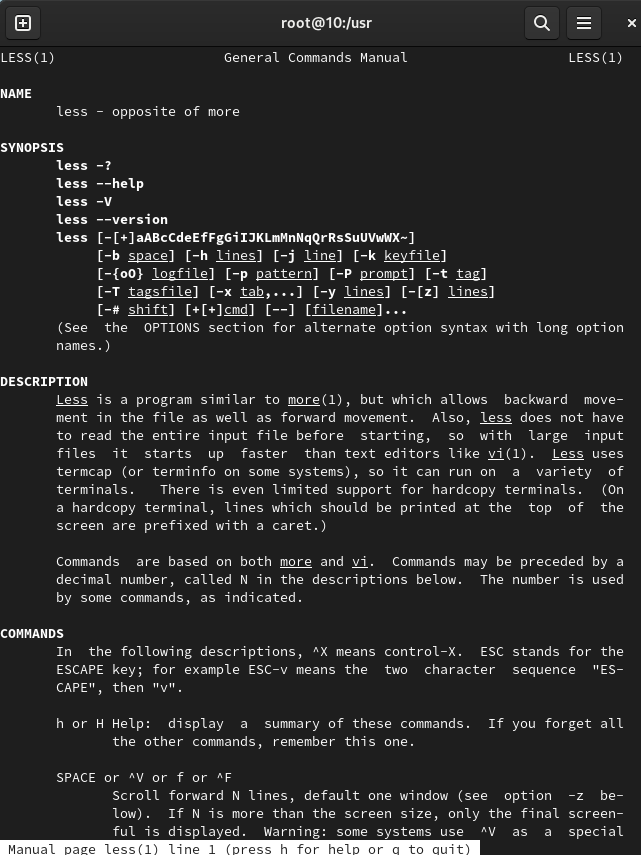 root@10:/usr
LESS(1)                     General Commands Manual                    LESS(1)
NAME
       less - opposite of more
SYNOPSIS
       less -?
       less --help
       less -V
       less --version
       less [-[+]aABcCdeEfFgGiIJKLmMnNqQrRsSuUVwWX~]
            [-b space] [-h lines] [-j line] [-k keyfile]
            [-{oO} logfile] [-p pattern] [-P prompt] [-t tag]
            [-T tagsfile] [-x tab,...] [-y lines] [-[z] lines]
            [-# shift] [+[+]cmd] [--] [filename]...
       (See  the  OPTIONS section for alternate option syntax with long option
       names.)
DESCRIPTION
       Less is a program similar to more(1), but which allows  backward  move-
       ment in the file as well as forward movement.  Also, less does not have
       to read the entire input file before  starting,  so  with  large  input
       files  it  starts  up  faster  than text editors like vi(1).  Less uses
       termcap (or terminfo on some systems), so it can run on  a  variety  of
       terminals.   There is even limited support for hardcopy terminals.  (On
       a hardcopy terminal, lines which should be printed at the  top  of  the
       screen are prefixed with a caret.)
       Commands  are based on both more and vi.  Commands may be preceded by a
       decimal number, called N in the descriptions below.  The number is used
       by some commands, as indicated.
COMMANDS
       In  the following descriptions, ^X means control-X.  ESC stands for the
       ESCAPE key; for example ESC-v means the  two  character  sequence  "ES-
       CAPE", then "v".
       h or H Help:  display  a  summary of these commands.  If you forget all
              the other commands, remember this one.
       SPACE or ^V or f or ^F
              Scroll forward N lines, default one window (see  option  -z  be-
              low).  If N is more than the screen size, only the final screen-
              ful is displayed.  Warning: some systems use  ^V  as  a  special
 Manual page less(1) line 1 (press h for help or q to quit)